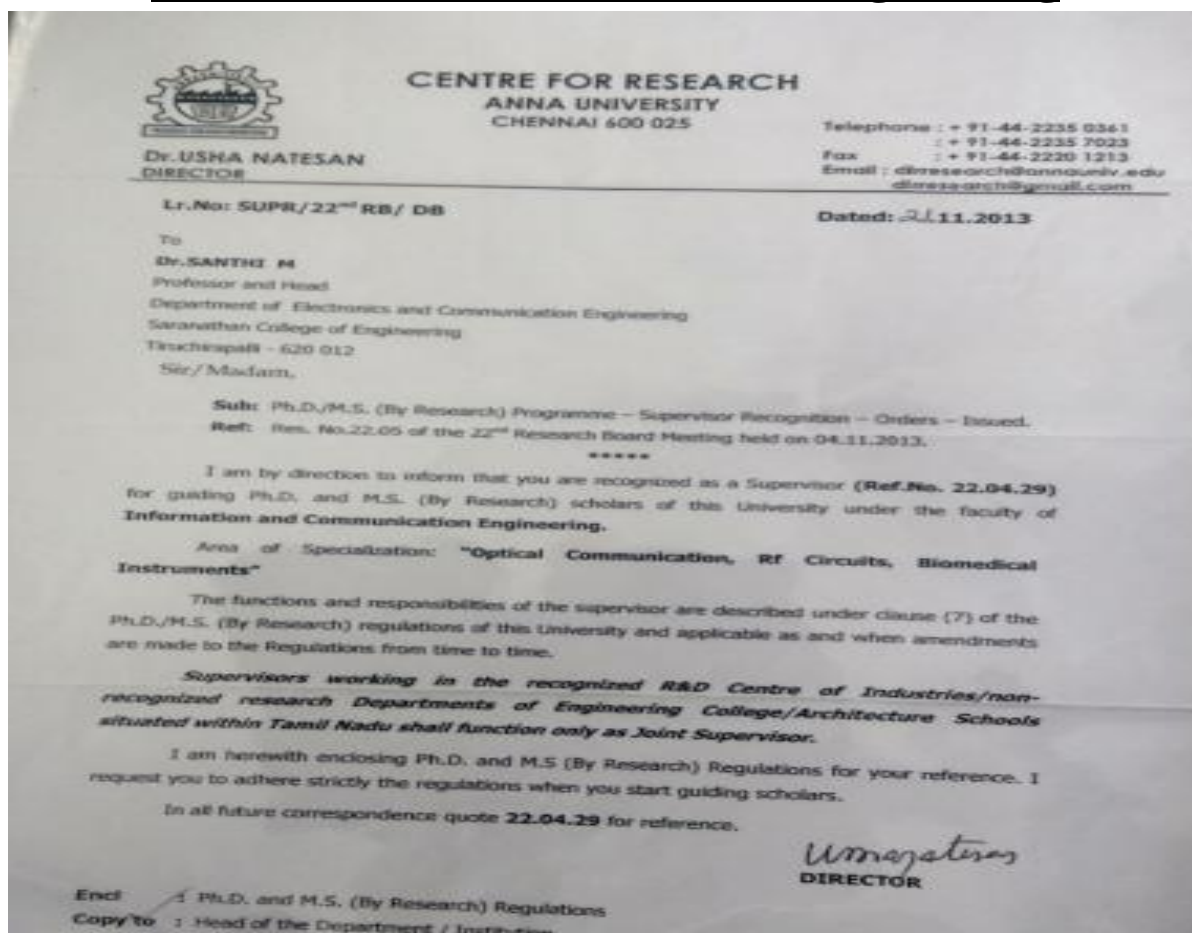 CENTRE FOR RESEARCH
ANNA UNIVERSITY
CHENNAI 600 025
Telephone : + 91-44-2235 0361
: + 91-44-2235 7023
Fax : + 91-44-2220 1213
Email : dirresearch@annauniv.edu
dirresearch@gmail.com
Dr.USHA NATESAN
DIRECTOR
Lr.No: SUPR/22nd RB/ DB
Dated: 21.11.2013
To
Dr.SANTHI M
Professor and Head
Department of Electronics and Communication Engineering
Saranathan College of Engineering
Tiruchirapalli - 620 012
Sir/Madam,
Sub: Ph.D./M.S. (By Research) Programme – Supervisor Recognition – Orders – Issued.
Ref: Res. No.22.05 of the 22nd Research Board Meeting held on 04.11.2013.
*****
I am by direction to inform that you are recognized as a Supervisor (Ref.No. 22.04.29)
for guiding Ph.D. and M.S. (By Research) scholars of this University under the faculty of
Information and Communication Engineering.
Area of Specialization: "Optical Communication, Rf Circuits, Biomedical
Instruments"
The functions and responsibilities of the supervisor are described under clause (7) of the
Ph.D./M.S. (By Research) regulations of this University and applicable as and when amendments
are made to the Regulations from time to time.
Supervisors working in the recognized R&D Centre of Industries/non-
recognized research Departments of Engineering College/Architecture Schools
situated within Tamil Nadu shall function only as Joint Supervisor.
I am herewith enclosing Ph.D. and M.S (By Research) Regulations for your reference. I
request you to adhere strictly the regulations when you start guiding scholars.
In all future correspondence quote 22.04.29 for reference.
DIRECTOR
Encl : Ph.D. and M.S. (By Research) Regulations
Copy to : Head of the Department / Institution